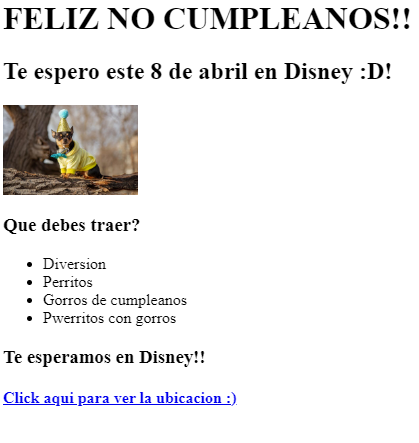 FELIZ NO CUMPLEANOS!!
Te espero este 8 de abril en Disney :D!
Que debes traer?
Diversion
Perritos
Gorros de cumpleanos
Pwerritos con gorros
Te esperamos en Disney!!
Click aqui para ver la ubicacion :)